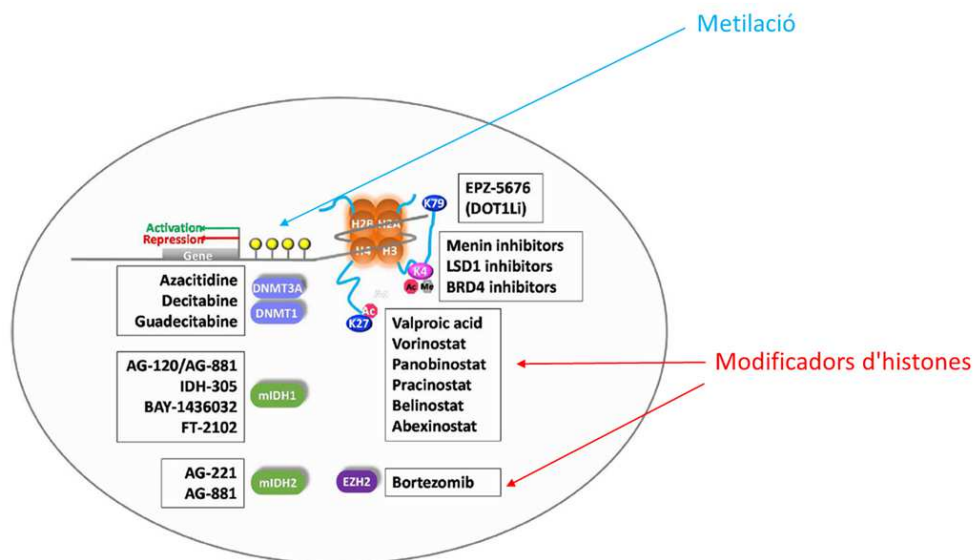 Metilació
K79
EPZ-5676
(DOT1Li)
H2B
H2A
Activation
Repression
Gene
H4
H3
Menin inhibitors
LSD1 inhibitors
BRD4 inhibitors
K4
Ac
Me
Azacitidine
Decitabine
Guadecitabine
DNMT3A
DNMT1
Ac
K27
Valproic acid
Vorinostat
Panobinostat
Pracinostat
Belinostat
Abexinostat
Modificadors d'histones
AG-120/AG-881
IDH-305
BAY-1436032
FT-2102
mIDH1
AG-221
AG-881
mIDH2
EZH2
Bortezomib